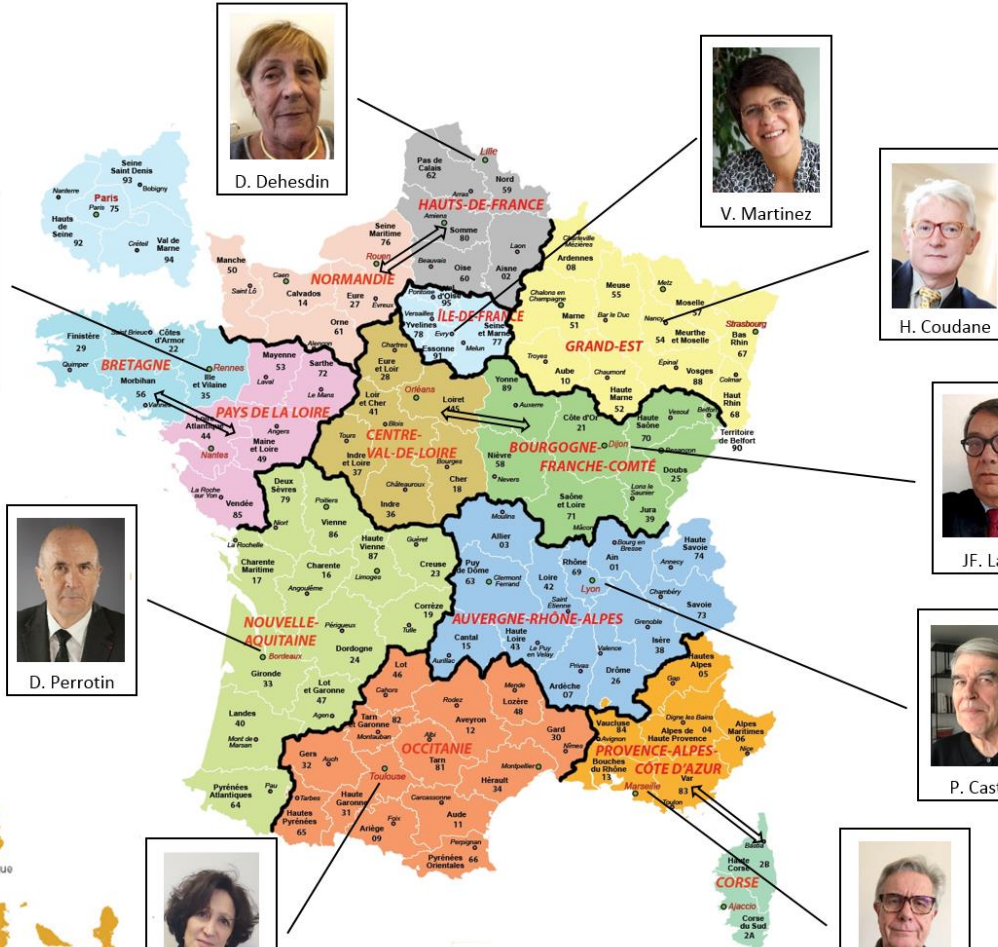 D. Dehesdin
V. Martinez
H. Coudane
JF. La
P. Cast
D. Perrotin
Seine
Saint Denis
93
Nanterre
Bobigny
Paris
Paris 75
Hauts
de
Seine
92
Créteil
Val de
Marne
94
Lille
Pas de
Calais
62
Nord
59
Arras
HAUTS-DE-FRANCE
Amiens
Somme
80
Laon
Beauvais
Oise
60
Aisne
02
Seine
Maritime
76
Rouen
Manche
50
Saint Lô
Caen
NORMANDIE
Calvados
14
Eure
27
Evreux
Orne
61
Alençon
Pontoise
d'Oise
95
ÎLE-DE-FRANCE
Versailles
Yvelines
78
Evry
Seine
et Marne
77
Essonne
91
Melun
Charleville
Mézières
Ardennes
08
Chalons en
Champagne
Meuse
55
Metz
Moselle
57
Marne
51
Bar le Duc
Nancy
54
Meurthe
et Moselle
Strasbourg
Bas
Rhin
67
GRAND-EST
Troyes
Aube
10
Chaumont
Haute
Marne
52
Epinal
Vosges
88
Colmar
Haut
Rhin
68
Finistère
29
Saint Brieuc
Côtes
d'Armor
22
Quimper
BRETAGNE
Rennes
Ille
et Vilaine
35
Morbihan
56
Vannes
Mayenne
53
Laval
Sarthe
72
Le Mans
PAYS DE LA LOIRE
Atlantique
44
Angers
Nantes
Maine
et Loire
49
La Roche
sur Yon
Vendée
85
Chartres
Eure
et Loir
28
Orléans
Loir
et Cher
41
Loiret
45
Blois
Tours
CENTRE-
VAL-DE-LOIRE
Indre
et Loire
37
Bourges
Cher
18
Châteauroux
Indre
36
Yonne
89
Auxerre
Côte d'Or
21
Haute
Saône
70
Vesoul
Belfort
Territoire
de Belfort
90
BOURGOGNE-
FRANCHE-COMTÉ
Dijon
Besançon
Nièvre
58
Nevers
Doubs
25
Saône
et Loire
71
Lons le
Saunier
Jura
39
Mâcon
Deux
Sèvres
79
Poitiers
Niort
Vienne
86
La Rochelle
Haute
Vienne
87
Guéret
Creuse
23
Charente
Maritime
17
Charente
16
Limoges
Angoulême
Corrèze
19
Tulle
NOUVELLE-
AQUITAINE
Périgueux
Dordogne
24
Bordeaux
Gironde
33
Lot
et Garonne
47
Agen
Landes
40
Mont de
Marsan
Pyrénées
Atlantiques
64
Pau
Moulins
Allier
03
Puy
de Dôme
63
Clermont
Ferrand
Loire
42
Rhône
69
Lyon
Bourg en
Bresse
Ain
01
Haute
Savoie
74
Annecy
Chambéry
Savoie
73
Saint
Etienne
AUVERGNE-RHÔNE-ALPES
Grenoble
Isère
38
Cantal
15
Aurillac
Haute
Loire
43
Le Puy
en Velay
Valence
Privas
Drôme
26
Ardèche
07
Lot
46
Cahors
Rodez
Mende
Lozère
48
Tarn
et Garonne
82
Montauban
Albi
Aveyron
12
Gard
30
Nîmes
OCCITANIE
Gers
32
Auch
Toulouse
Tarn
81
Montpellier
Hérault
34
Tarbes
Hautes
Pyrénées
65
Haute
Garonne
31
Carcassonne
Aude
11
Foix
Ariège
09
Perpignan
Pyrénées
Orientales
66
Hautes
Alpes
05
Gap
Vaucluse
84
Avignon
Digne les Bains
Alpes de
Haute Provence
04
Alpes
Maritimes
06
Nice
PROVENCE-ALPES-
CÔTE D'AZUR
Bouches
du Rhône
13
Marseille
Var
83
Toulon
Bastia
Haute
Corse
2B
CORSE
Ajaccio
Corse
du Sud
2A
que